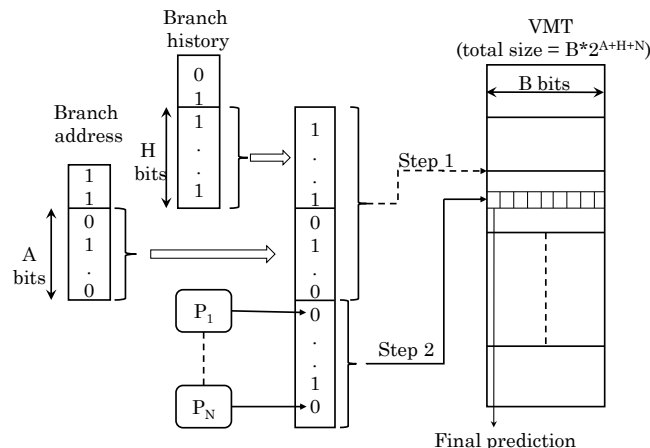 Branch
history
VMT
(total size = B*2^{A+H+N})
B bits
Branch
address
0
1
1
.
.
1
H
bits
1
1
0
1
.
0
A
bits
1
.
.
1
0
1
.
0
0
.
.
1
0
Step 1
P₁
Step 2
P_N
Final prediction